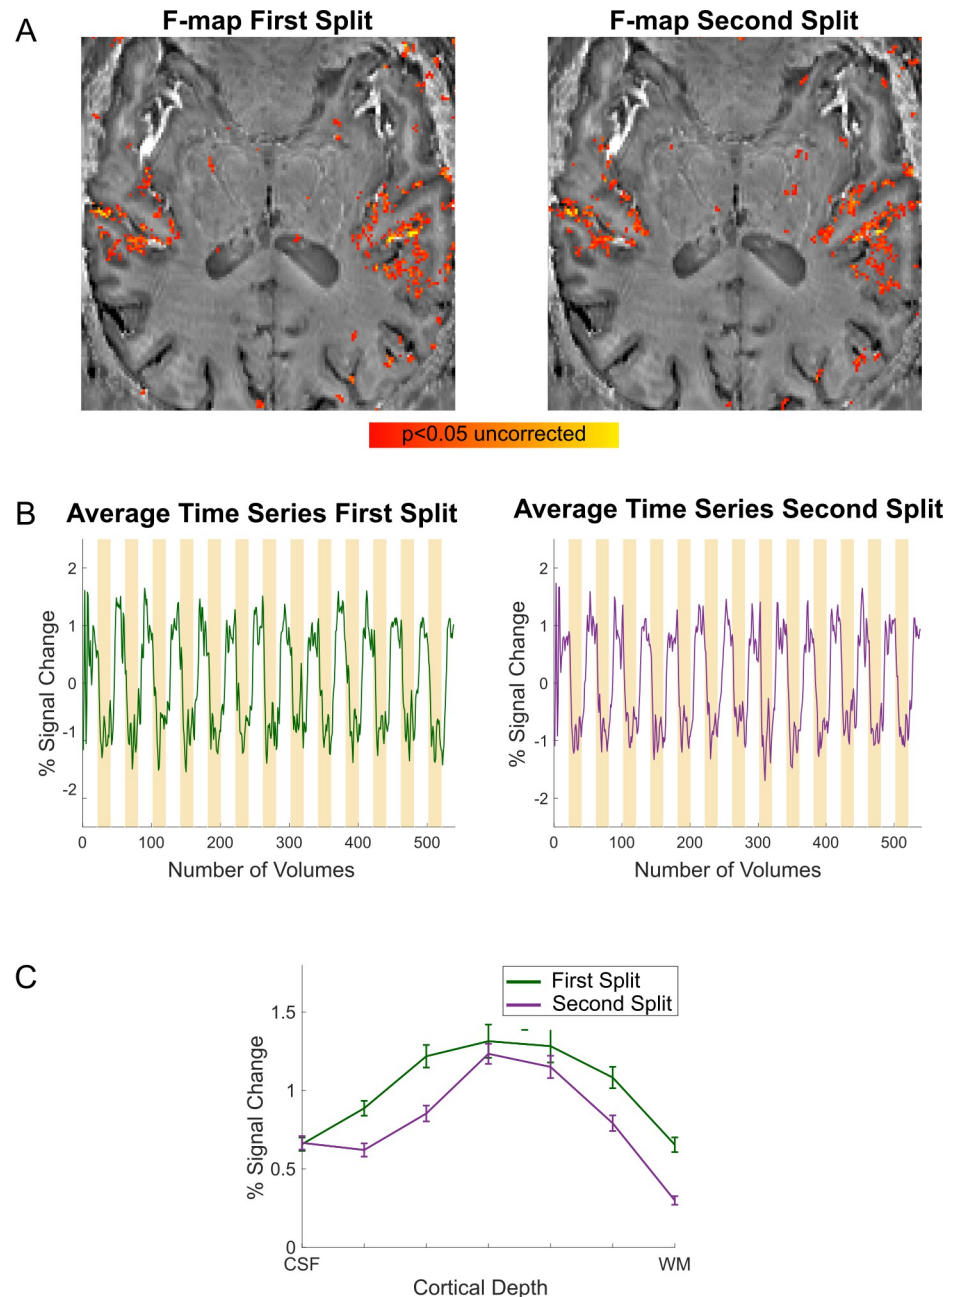 A
F-map First Split
F-map Second Split
p<0.05 uncorrected
B
Average Time Series First Split
Average Time Series Second Split
% Signal Change
2
1
0
-1
-2
0
100
200
300
400
500
Number of Volumes
% Signal Change
2
1
0
-1
-2
0
100
200
300
400
500
Number of Volumes
C
First Split
Second Split
% Signal Change
1.5
1
0.5
0
CSF
WM
Cortical Depth